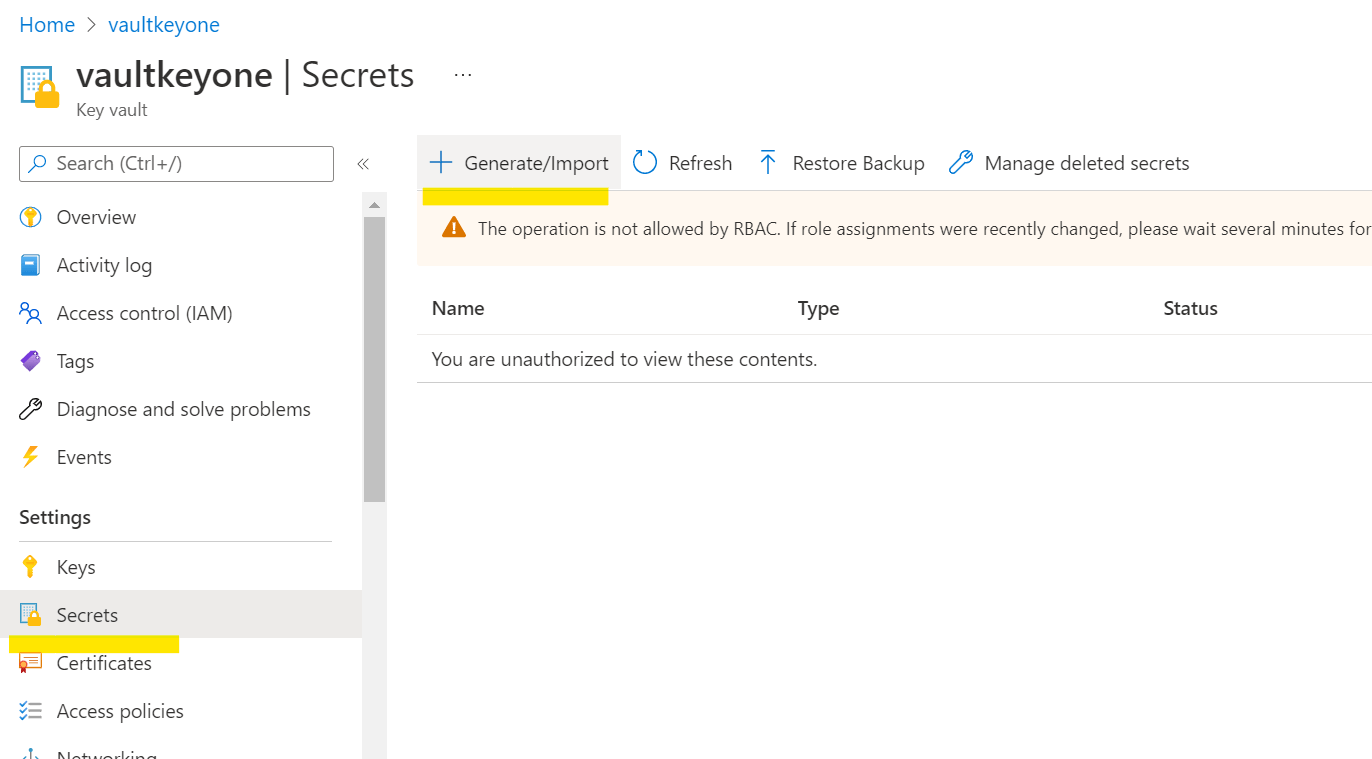 Home > vaultkeyone
vaultkeyone | Secrets ...
Key vault
Search (Ctrl+/) «
Generate/Import Refresh Restore Backup Manage deleted secrets
The operation is not allowed by RBAC. If role assignments were recently changed, please wait several minutes for
Name Type Status
You are unauthorized to view these contents.
Overview
Activity log
Access control (IAM)
Tags
Diagnose and solve problems
Events
Settings
Keys
Secrets
Certificates
Access policies
Networking